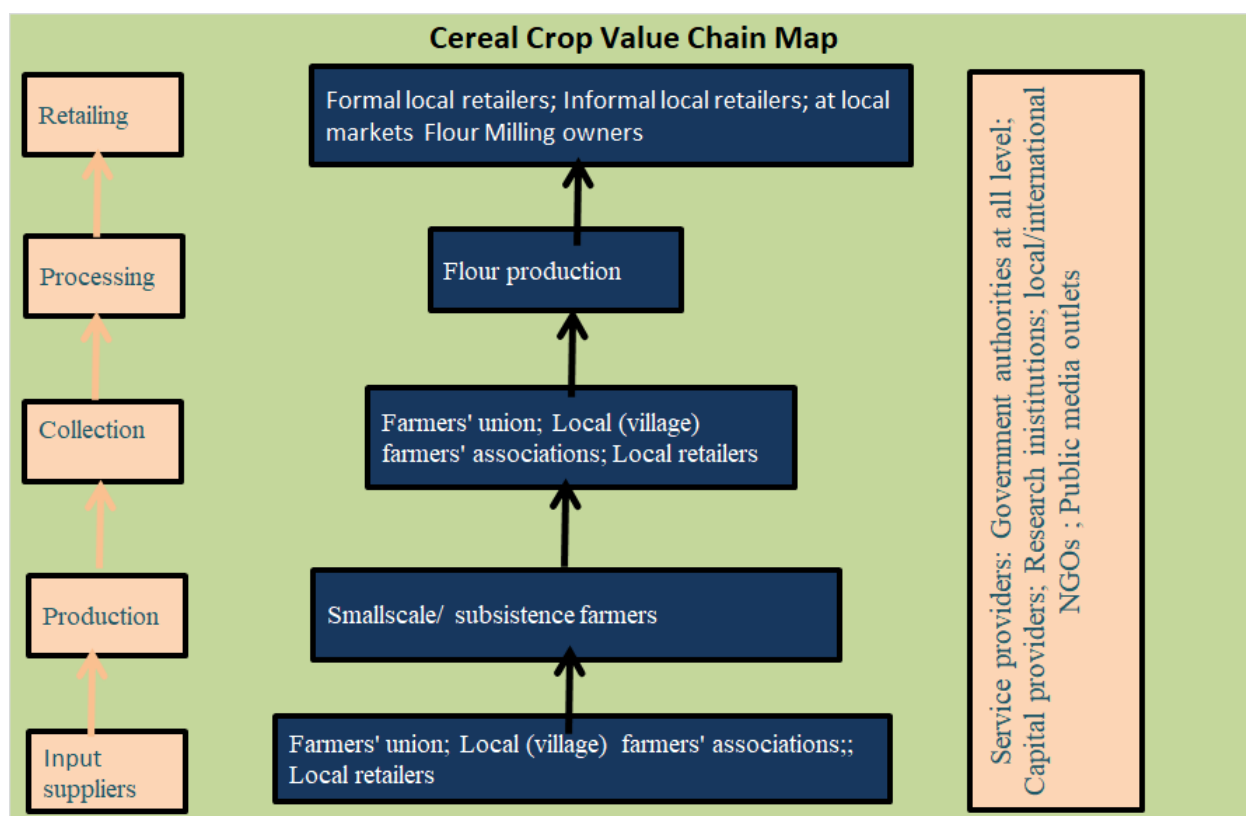 Cereal Crop Value Chain Map
Retailing
Formal local retailers; Informal local retailers; at local
markets Flour Milling owners
Processing
Flour production
Collection
Farmers' union; Local (village)
farmers' associations; Local retailers
Production
Smallscale/ subsistence farmers
Input
suppliers
Farmers' union; Local (village) farmers' associations;;
Local retailers
Service providers: Government authorities at all level;
Capital providers; Research inistitutions; local/international
NGOs ; Public media outlets